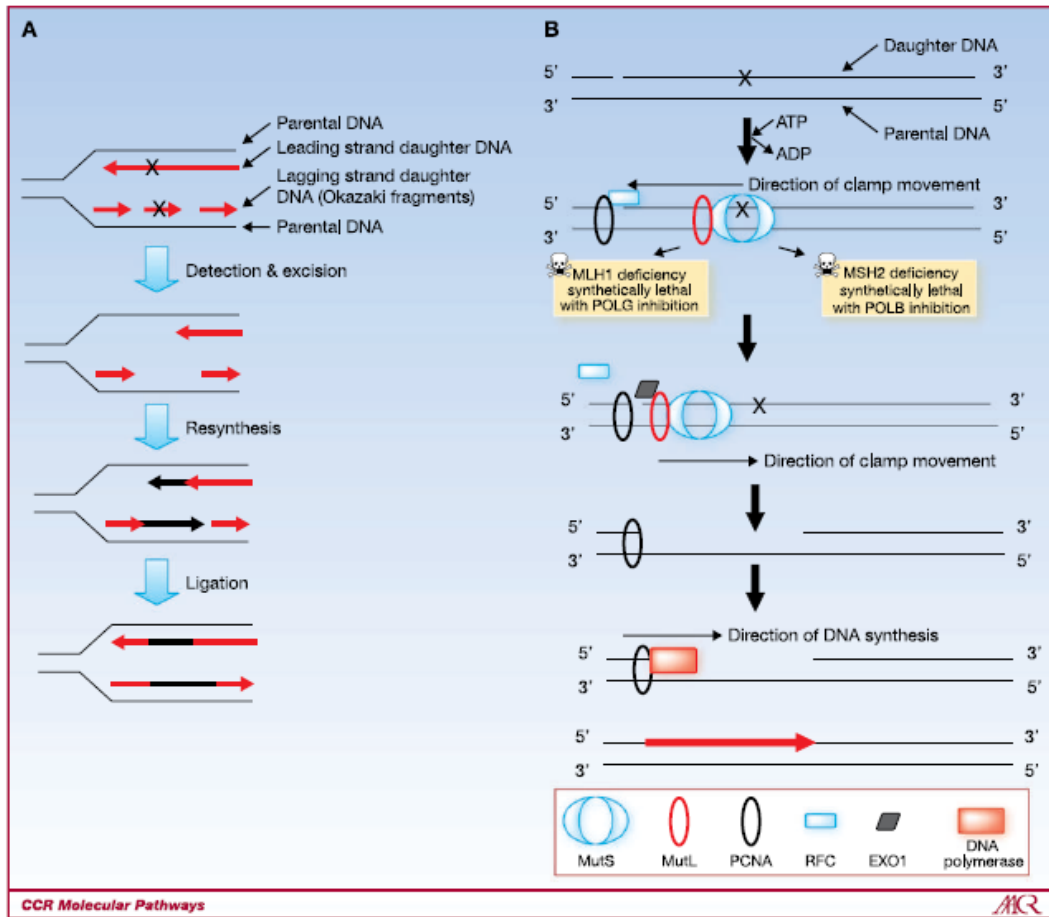 A
Parental DNA
Leading strand daughter DNA
Lagging strand daughter
DNA (Okazaki fragments)
Parental DNA
X
X
Detection & excision
Resynthesis
Ligation
B
Daughter DNA
5’
3’
X
3’
5’
ATP
Parental DNA
ADP
Direction of clamp movement
5’
3’
X
3’
5’
MLH1 deficiency
synthetically lethal
with POLG inhibition
MSH2 deficiency
synthetically lethal
with POLB inhibition
5’
3’
X
3’
5’
Direction of clamp movement
5’
3’
3’
5’
Direction of DNA synthesis
5’
3’
3’
5’
5’
3’
3’
5’
MutS
MutL
PCNA
RFC
EXO1
DNA
polymerase
CCR Molecular Pathways
AACR